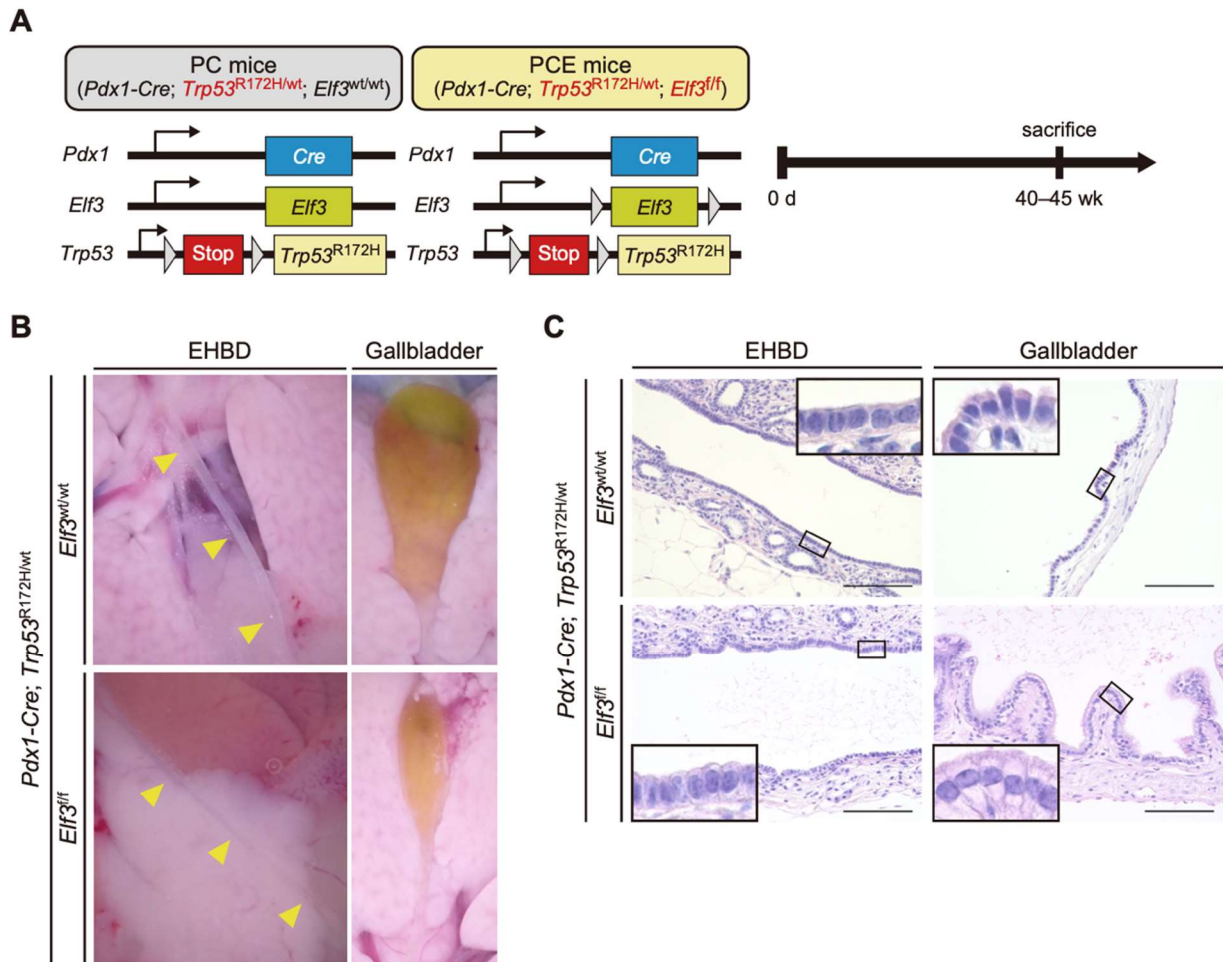 A
PC mice
(Pdx1-Cre; Trp53R172H/wt; Elf3wt/wt)
PCE mice
(Pdx1-Cre; Trp53R172H/wt; Elf3f/f)
Pdx1
Cre
Elf3
Elf3
Trp53
Stop
Trp53R172H
Pdx1
Cre
Elf3
Elf3
Trp53
Stop
Trp53R172H
sacrifice
0 d
40–45 wk
B
EHBD
Gallbladder
Pdx1-Cre; Trp53R172H/wt
Elf3wt/wt
Elf3f/f
C
EHBD
Gallbladder
Pdx1-Cre; Trp53R172H/wt
Elf3wt/wt
Elf3f/f